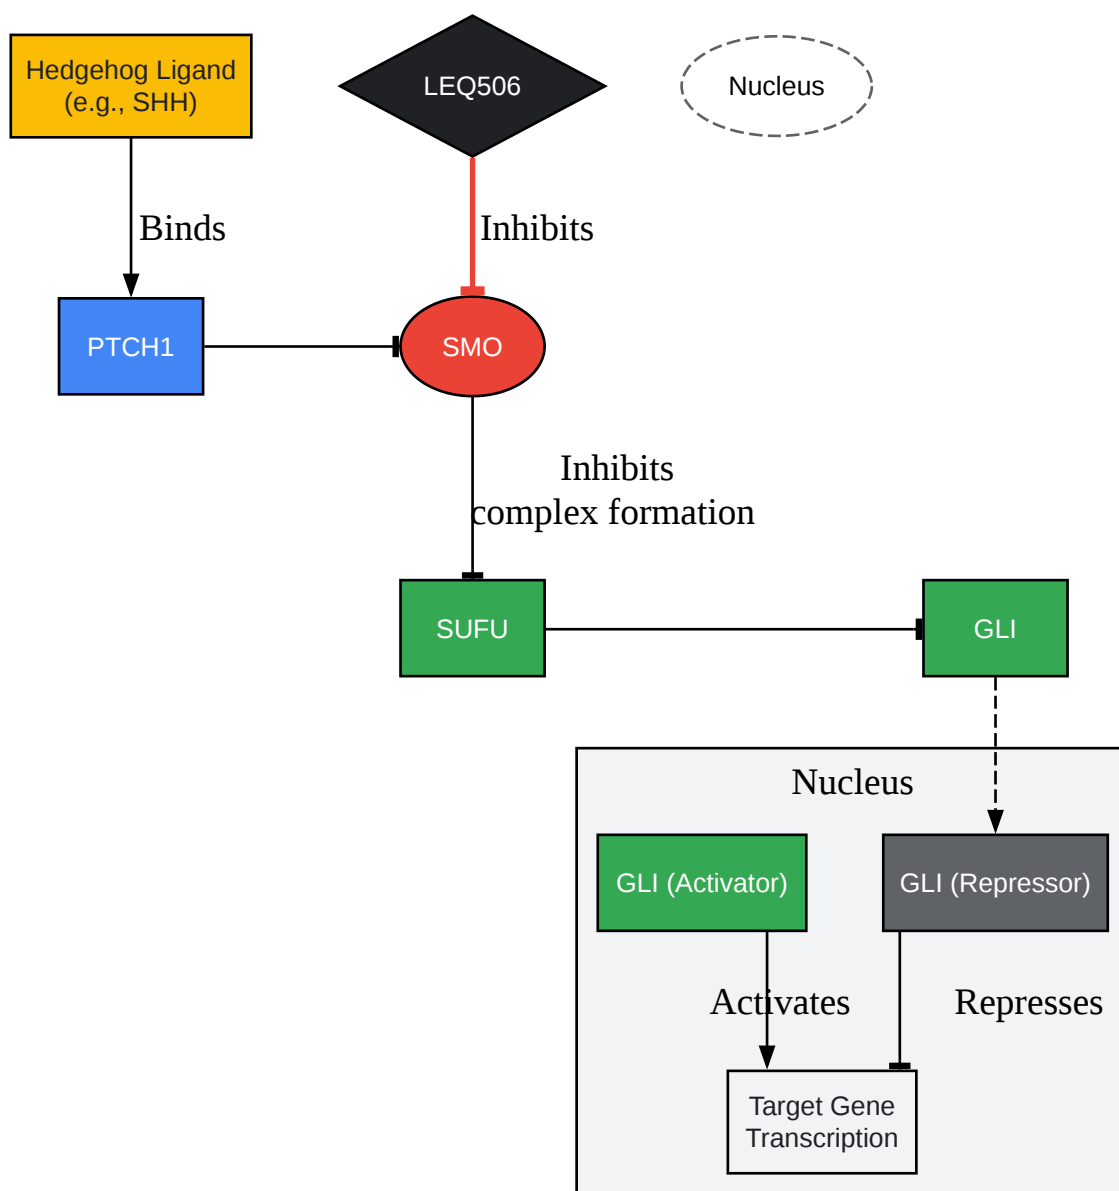 Hedgehog Ligand
(e.g., SHH)
LEQ506
Nucleus
Binds
Inhibits
PTCH1
SMO
Inhibits
complex formation
SUFU
GLI
Nucleus
GLI (Activator)
GLI (Repressor)
Activates
Represses
Target Gene
Transcription